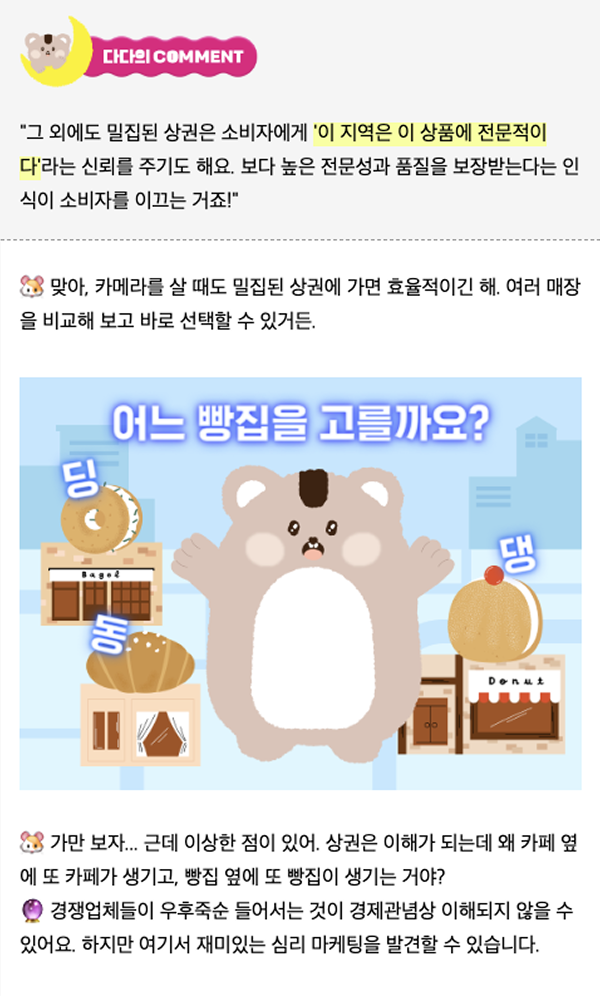 다다의 COMMENT
"그 외에도 밀집된 상권은 소비자에게 '이 지역은 이 상품에 전문적이
다'라는 신뢰를 주기도 해요. 보다 높은 전문성과 품질을 보장받는다는 인
식이 소비자를 이끄는 거죠!"
맞아, 카메라를 살 때도 밀집된 상권에 가면 효율적이긴 해. 여러 매장
을 비교해 보고 바로 선택할 수 있거든.
어느 빵집을 고를까요?
딩
Bagel
동
댕
Donut
가만 보자... 근데 이상한 점이 있어. 상권은 이해가 되는데 왜 카페 옆
에 또 카페가 생기고, 빵집 옆에 또 빵집이 생기는 거야?
경쟁업체들이 우후죽순 들어서는 것이 경제관념상 이해되지 않을 수
있어요. 하지만 여기서 재미있는 심리 마케팅을 발견할 수 있습니다.